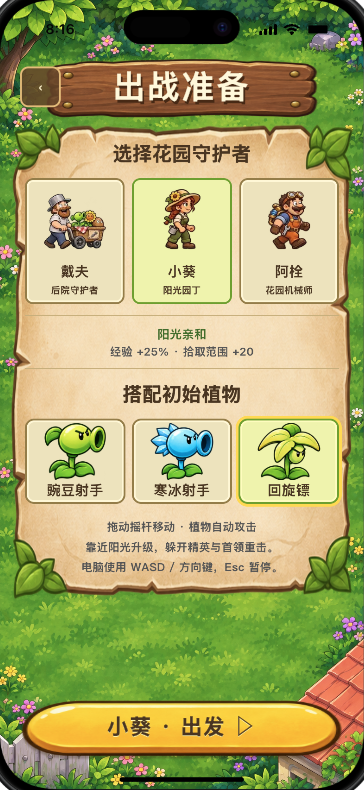 8:16
出战准备
选择花园守护者
戴夫
后院守护者
小葵
阳光园丁
阿栓
花园机械师
阳光亲和
经验 +25% · 拾取范围 +20
搭配初始植物
豌豆射手
寒冰射手
回旋镖
拖动摇杆移动 · 植物自动攻击
靠近阳光升级，躲开精英与首领重击。
电脑使用 WASD / 方向键，Esc 暂停。
小葵 · 出发 ▷